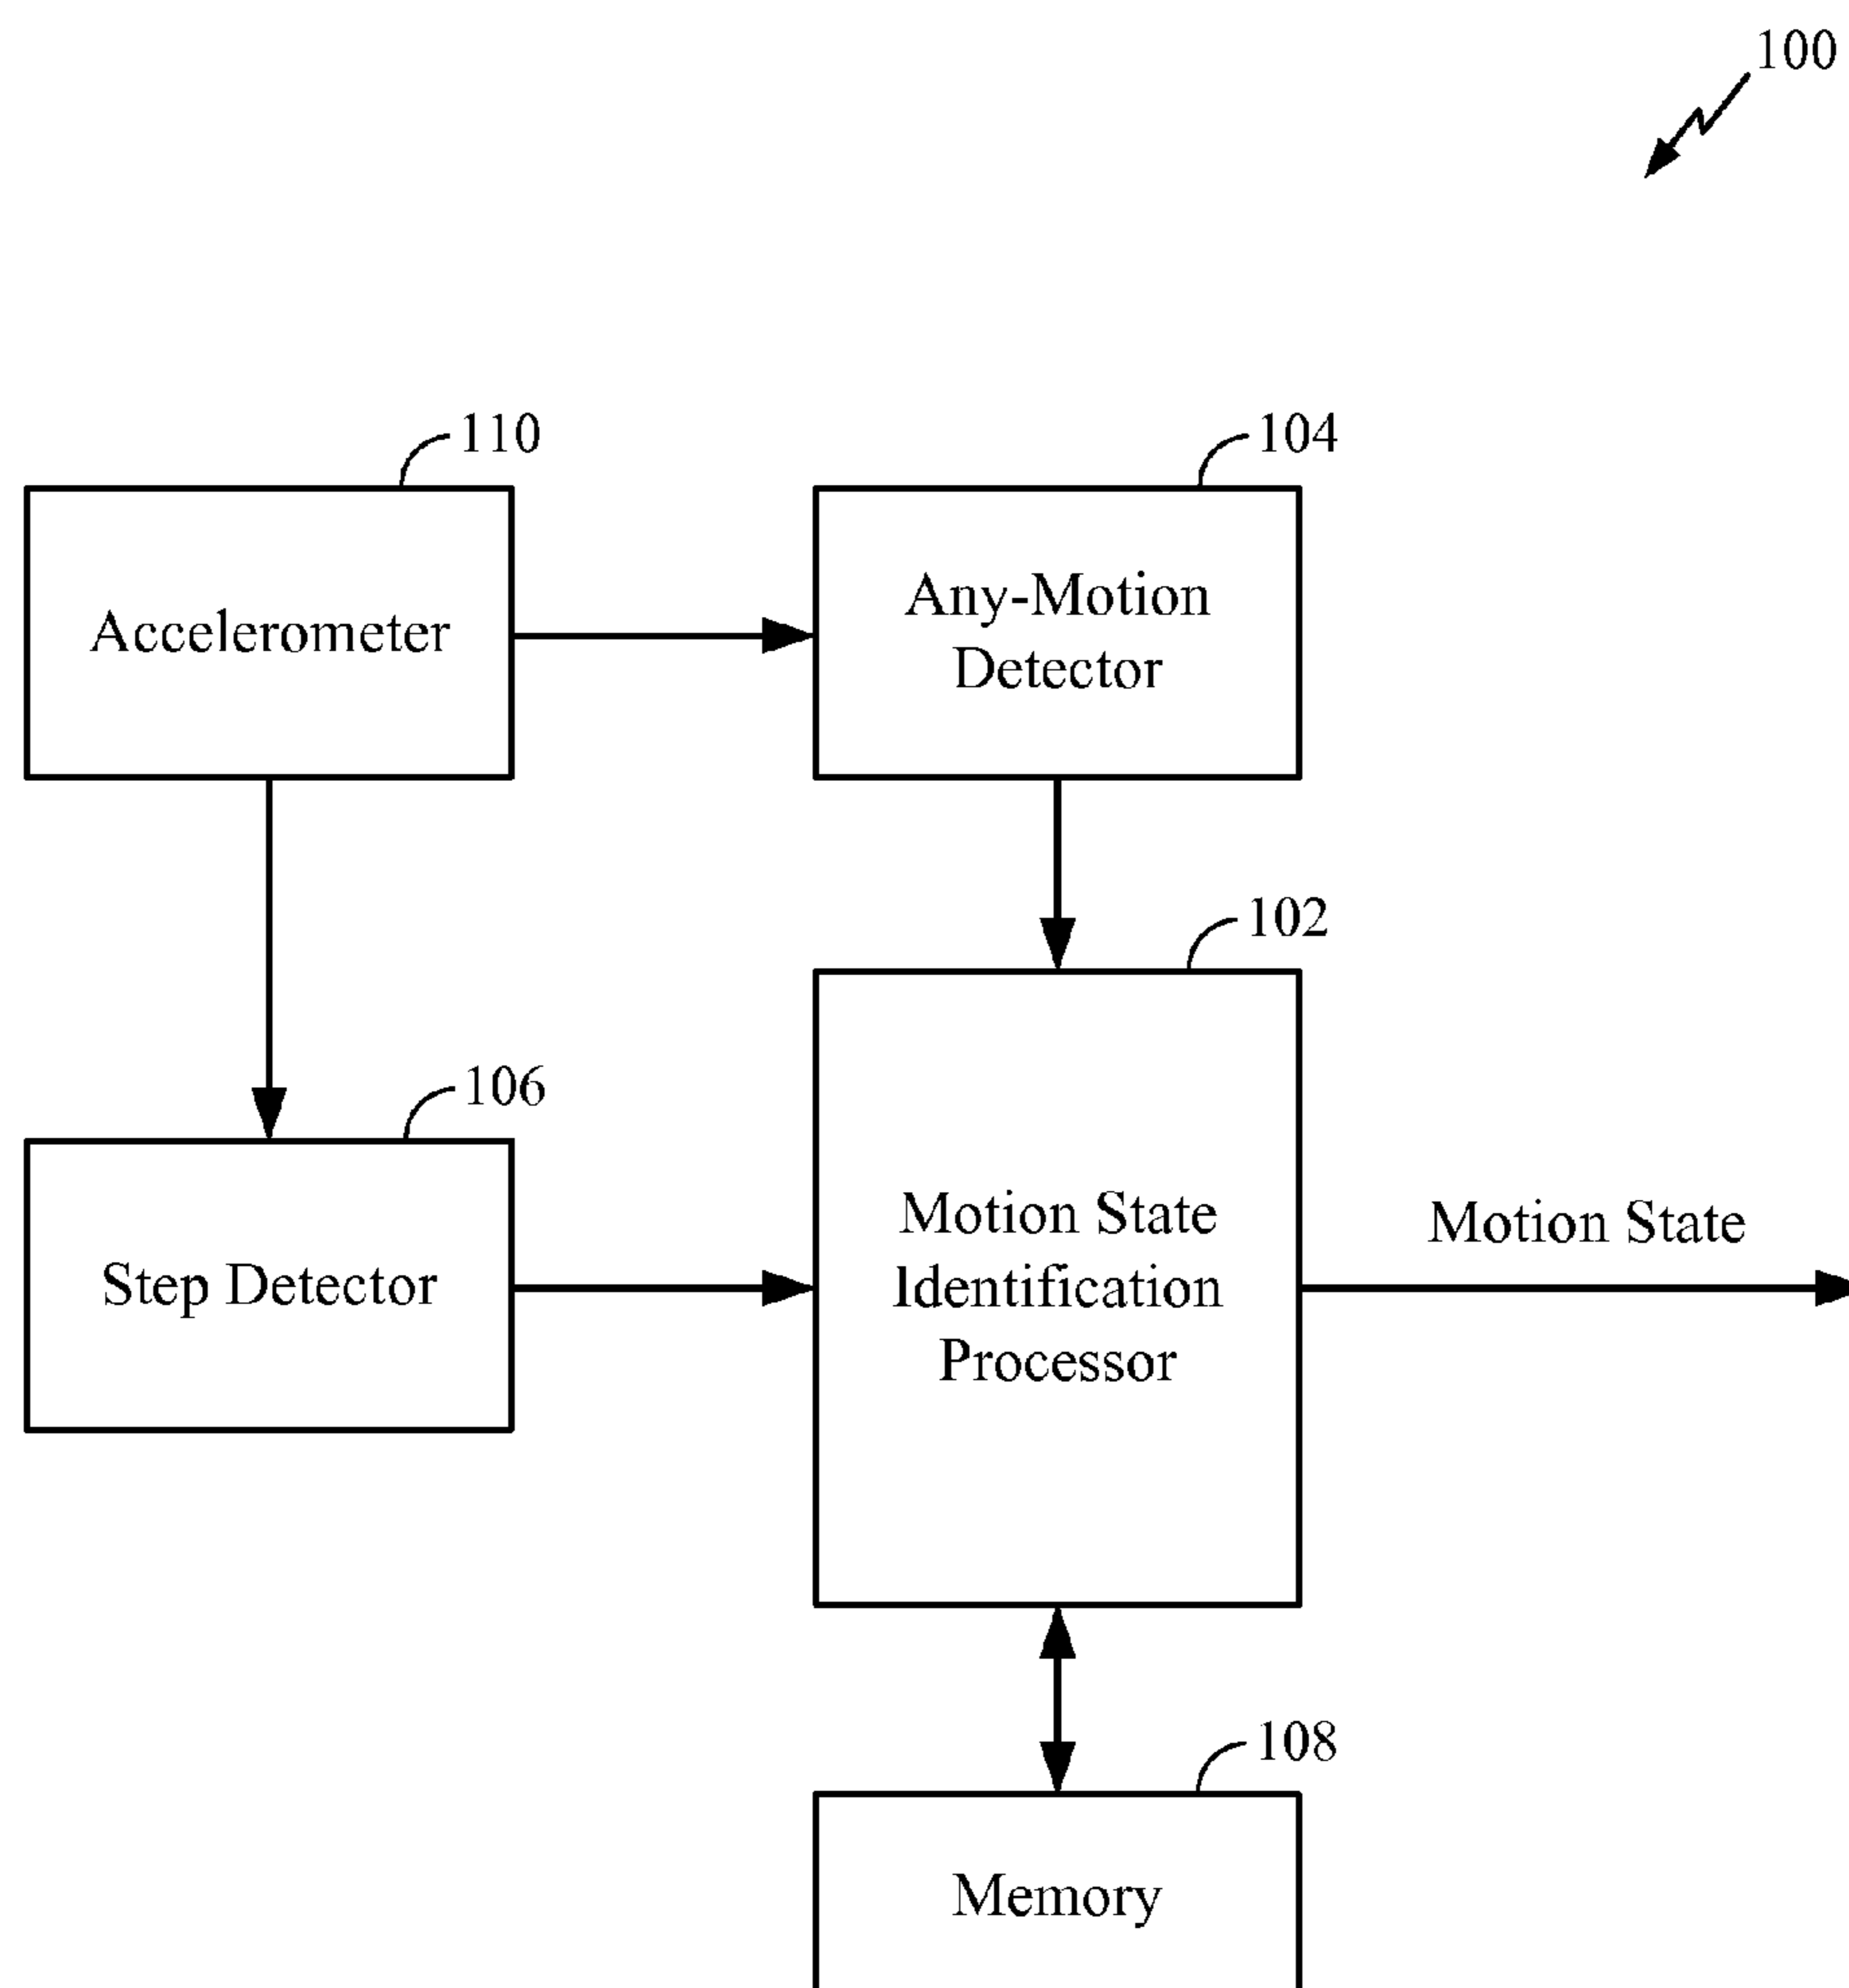 100
110
104
Accelerometer
Any-Motion
Detector
102
106
Step Detector
Motion State
Identification
Processor
Motion State
108
Memory